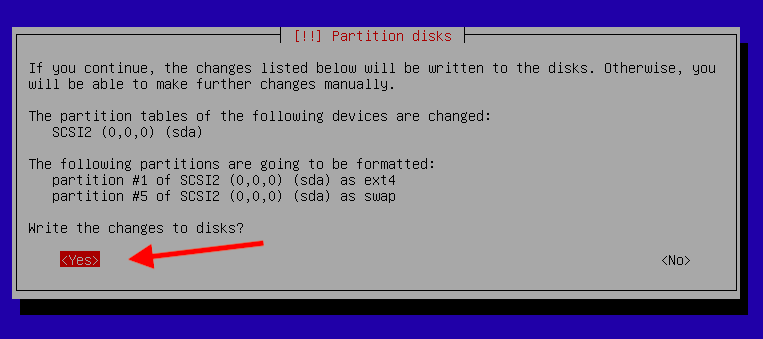 [!!] Partition disks
If you continue, the changes listed below will be written to the disks. Otherwise, you
will be able to make further changes manually.
The partition tables of the following devices are changed:
SCSI2 (0,0,0) (sda)
The following partitions are going to be formatted:
partition #1 of SCSI2 (0,0,0) (sda) as ext4
partition #5 of SCSI2 (0,0,0) (sda) as swap
Write the changes to disks?
<Yes> <No>